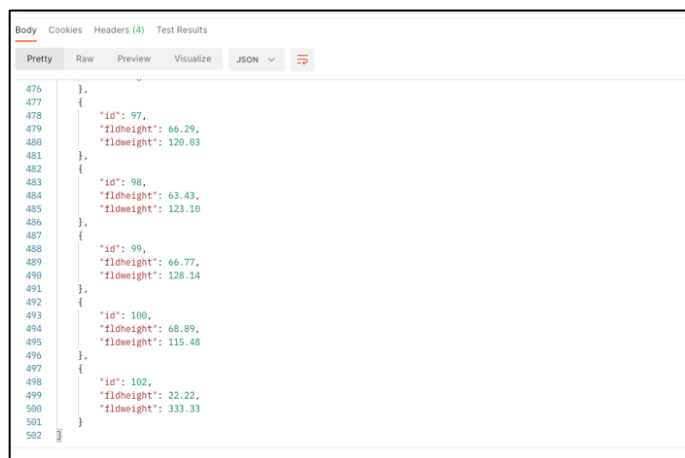 Body Cookies Headers (4) Test Results
Pretty Raw Preview Visualize JSON
476 },
477 {
478 "id": 97,
479 "fldheight": 66.29,
480 "fldweight": 120.03
481 },
482 {
483 "id": 98,
484 "fldheight": 63.43,
485 "fldweight": 123.10
486 },
487 {
488 "id": 99,
489 "fldheight": 66.77,
490 "fldweight": 128.14
491 },
492 {
493 "id": 100,
494 "fldheight": 68.89,
495 "fldweight": 115.48
496 },
497 {
498 "id": 102,
499 "fldheight": 22.22,
500 "fldweight": 333.33
501 }
502 ]